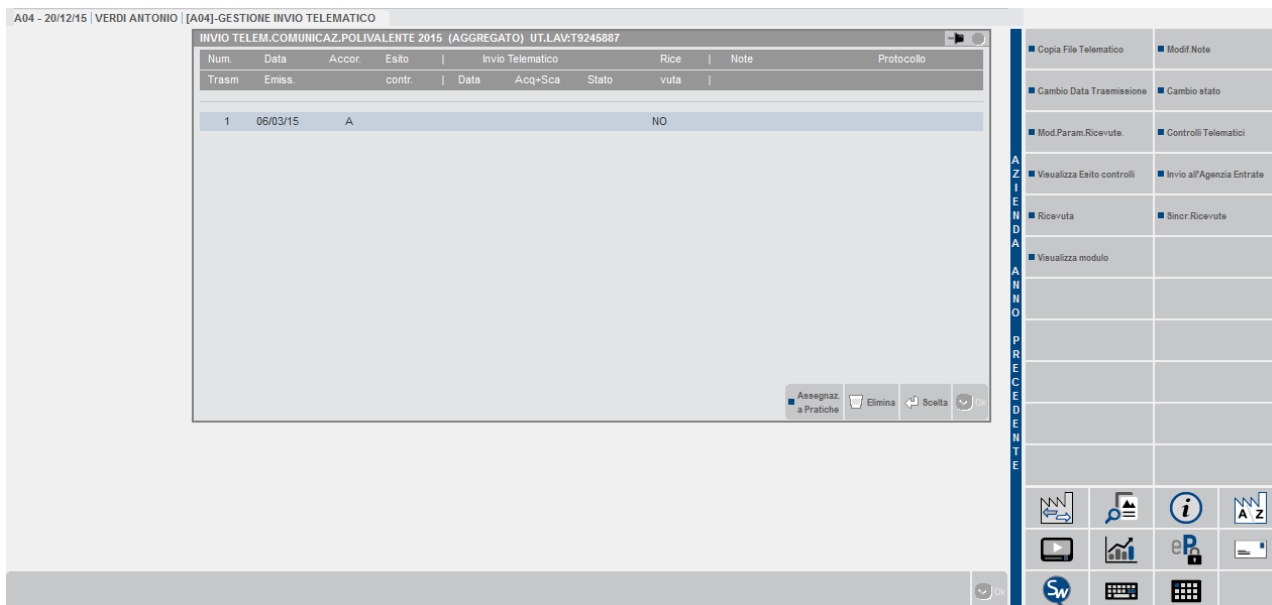 A04 - 20/12/15 | VERDI ANTONIO | [A04]-GESTIONE INVIO TELEMATICO
INVIO TELEM.COMUNICAZ.POLIVALENTE 2015 (AGGREGATO) UT.LAV:T9245887
Num. Data Accor. Esito | Invio Telematico Rice | Note Protocollo
Trasm Emiss. contr. | Data Acq+Sca Stato vuta |
1 06/03/15 A NO
Assegnaz. a Pratiche Elimina Scelta Ok
AZIENDA ANNO PRECEDENTE
Copia File Telematico Modif.Note
Cambio Data Trasmissione Cambio stato
Mod.Param.Ricevute. Controlli Telematici
Visualizza Esito controlli Invio all'Agenzia Entrate
Ricevuta Sincr.Ricevute
Visualizza modulo
i A Z
eP
Sw
Ok